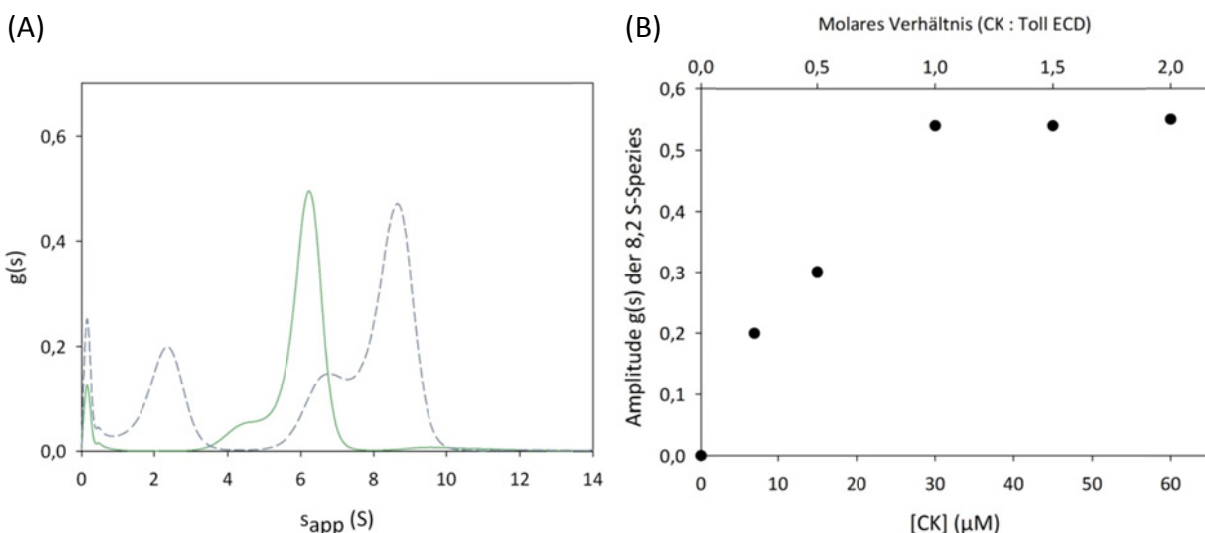 (A)
g(s)
0,6
0,4
0,2
0,0
0 2 4 6 8 10 12 14
sapp (S)
(B)
Molares Verhältnis (CK : Toll ECD)
0,0 0,5 1,0 1,5 2,0
Amplitude g(s) der 8,2 S-Spezies
0,6
0,5
0,4
0,3
0,2
0,1
0,0
0 10 20 30 40 50 60
[CK] (µM)